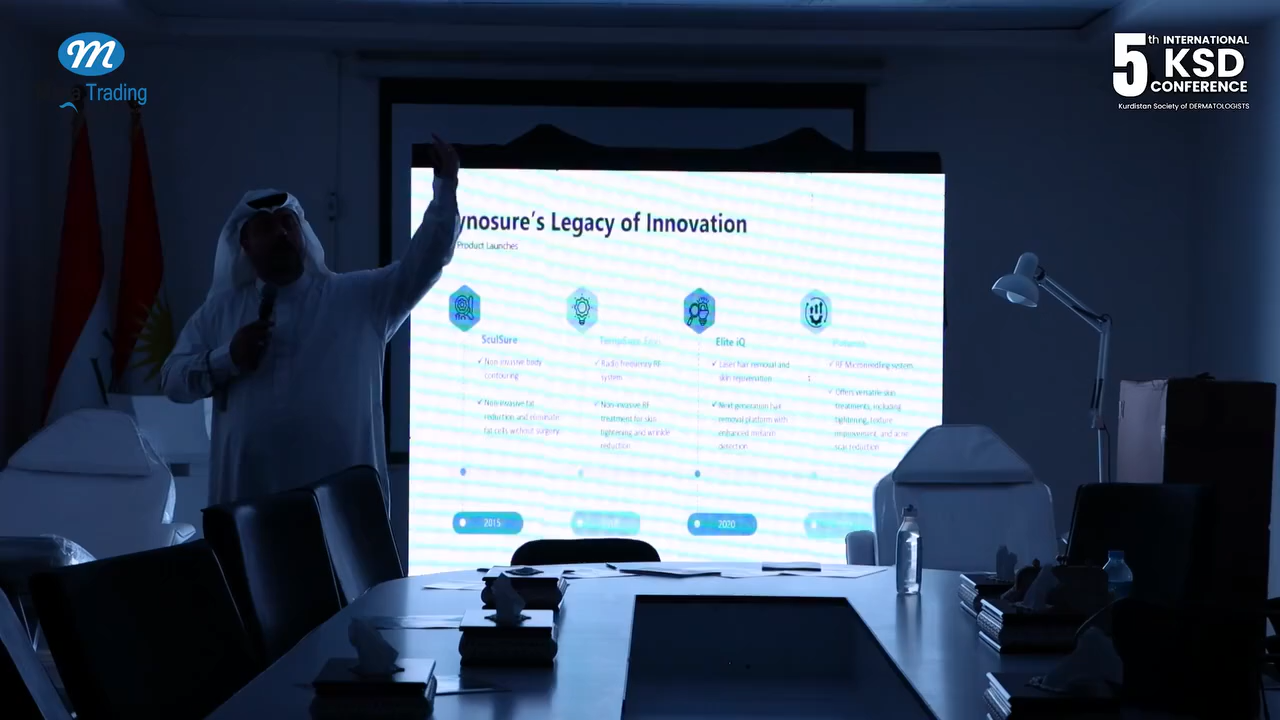 m
Trading
5th INTERNATIONAL
KSD
CONFERENCE
Kurdistan Society of DERMATOLOGISTS
ynosure's Legacy of Innovation
Product Launches
SculSure
✓ Non-invasive body
contouring
✓ Non-invasive fat
reduction and eliminate
fat cells without surgery
2015
✓ Radio frequency RF
system
✓ Non-invasive RF
treatment for skin
tightening and wrinkle
reduction
Elite iQ
✓ Laser hair removal and
skin rejuvenation
✓ Next generation hair
removal platform with
enhanced melanin
detection
2020
✓ RF Microneedling system
✓ Offers versatile skin
treatments, including
tightening, texture
improvement, and acne
scar reduction